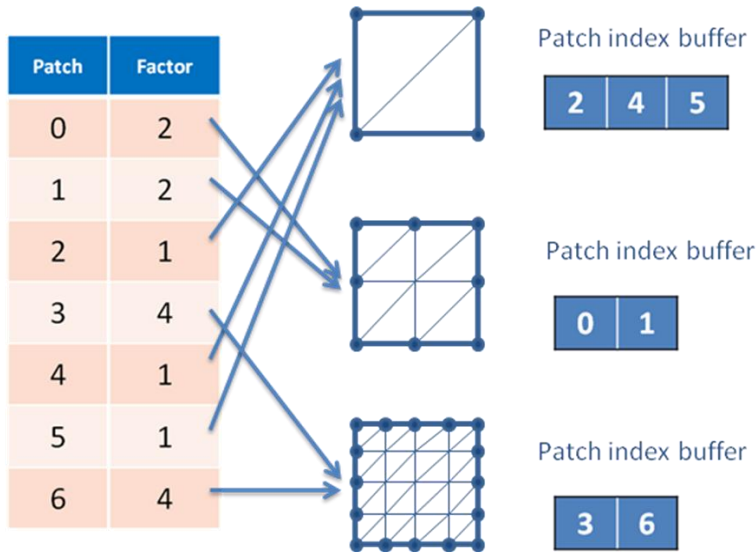 Patch Factor
0 2
1 2
2 1
3 4
4 1
5 1
6 4
Patch index buffer
2 4 5
Patch index buffer
0 1
Patch index buffer
3 6